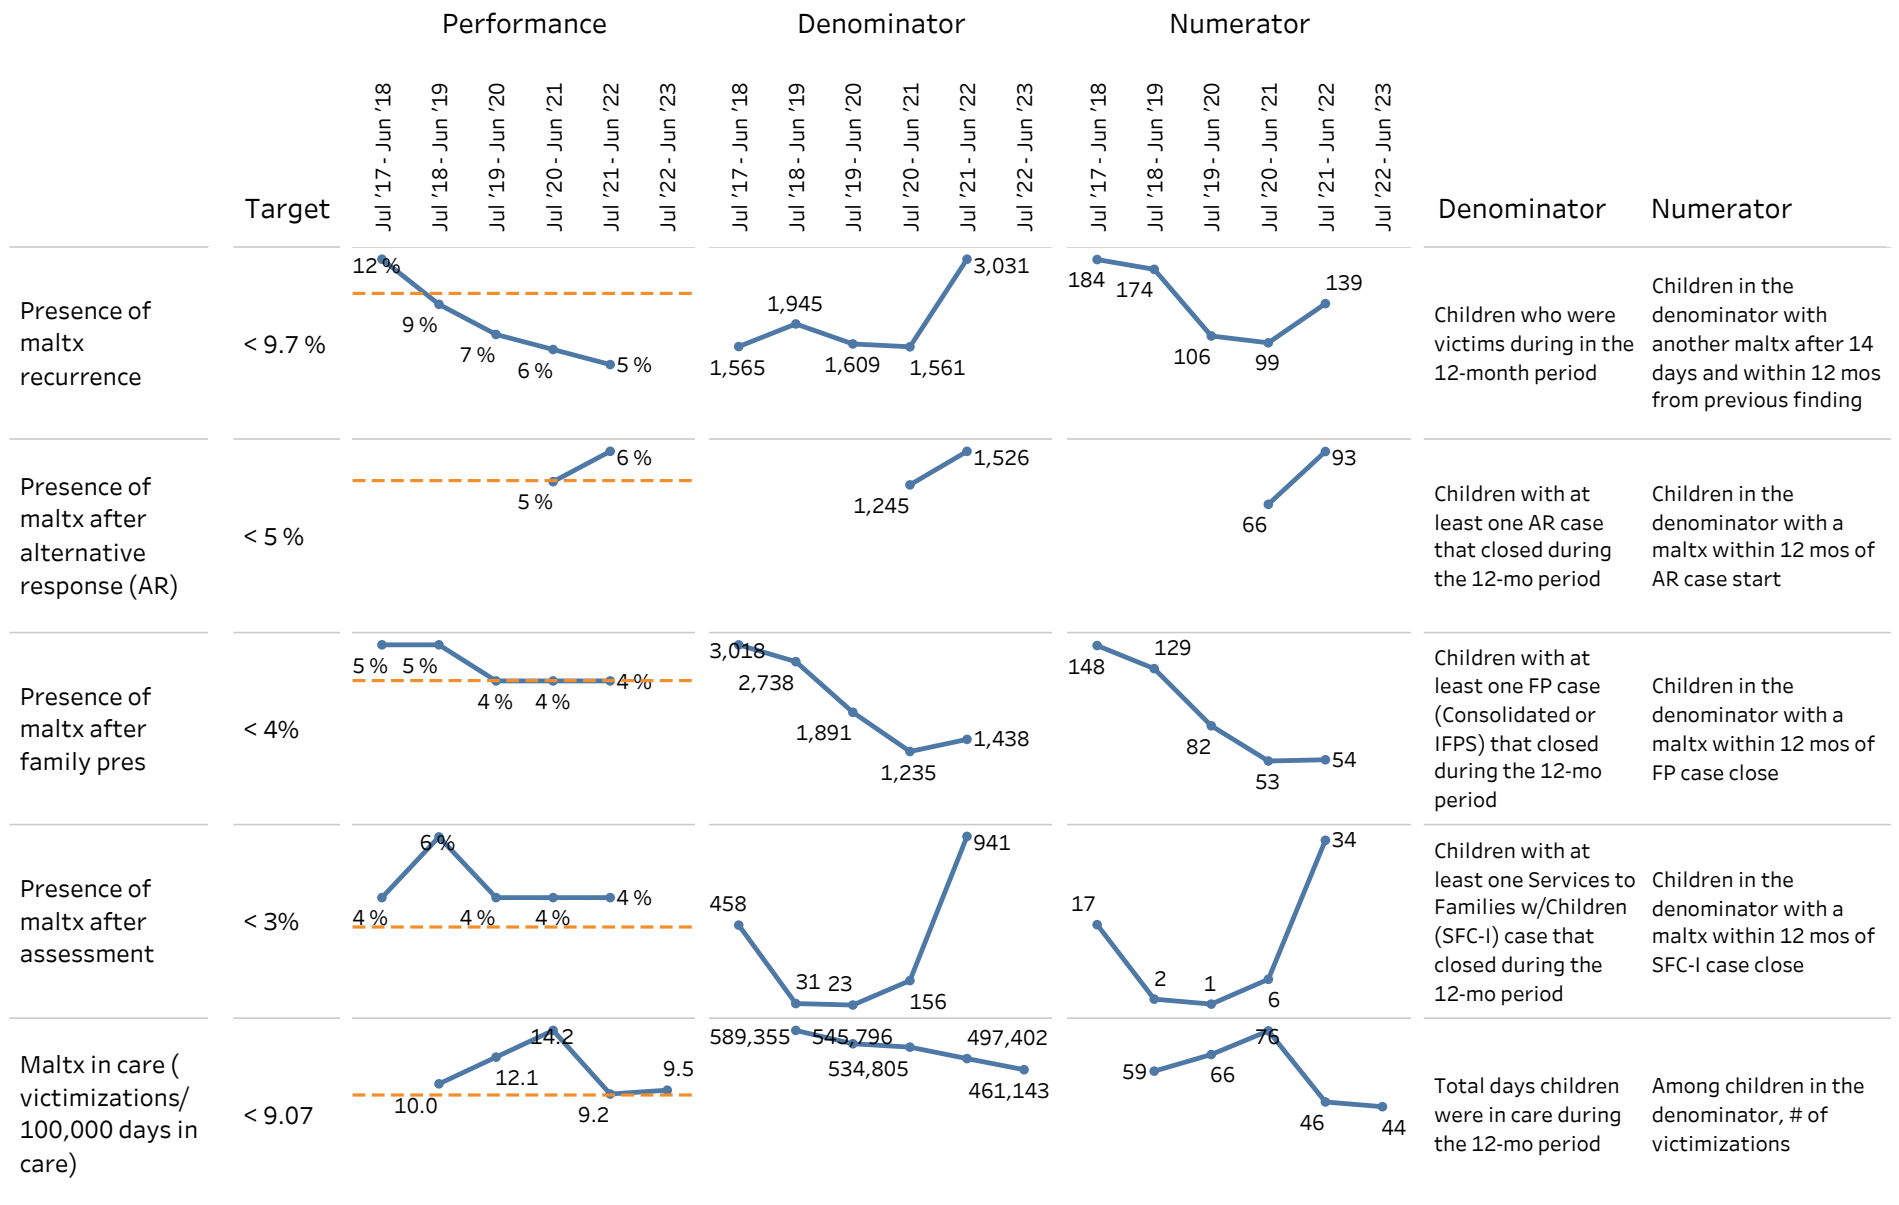 Performance
Denominator
Numerator
Target
Jul ’17 - Jun ’18
Jul ’18 - Jun ’19
Jul ’19 - Jun ’20
Jul ’20 - Jun ’21
Jul ’21 - Jun ’22
Jul ’22 - Jun ’23
Jul ’17 - Jun ’18
Jul ’18 - Jun ’19
Jul ’19 - Jun ’20
Jul ’20 - Jun ’21
Jul ’21 - Jun ’22
Jul ’22 - Jun ’23
Jul ’17 - Jun ’18
Jul ’18 - Jun ’19
Jul ’19 - Jun ’20
Jul ’20 - Jun ’21
Jul ’21 - Jun ’22
Jul ’22 - Jun ’23
Denominator
Numerator
Presence of
maltx
recurrence
< 9.7 %
12 %
9 %
7 %
6 %
5 %
1,565
1,945
1,609
1,561
3,031
184
174
106
99
139
Children who were
victims during in the
12-month period
Children in the
denominator with
another maltx after 14
days and within 12 mos
from previous finding
Presence of
maltx after
alternative
response (AR)
< 5 %
5 %
6 %
1,245
1,526
66
93
Children with at
least one AR case
that closed during
the 12-mo period
Children in the
denominator with a
maltx within 12 mos of
AR case start
Presence of
maltx after
family pres
< 4%
5 %
5 %
4 %
4 %
4 %
3,018
2,738
1,891
1,235
1,438
148
129
82
53
54
Children with at
least one FP case
(Consolidated or
IFPS) that closed
during the 12-mo
period
Children in the
denominator with a
maltx within 12 mos of
FP case close
Presence of
maltx after
assessment
< 3%
4 %
6 %
4 %
4 %
4 %
458
31
23
156
941
17
2
1
6
34
Children with at
least one Services to
Families w/Children
(SFC-I) case that
closed during the
12-mo period
Children in the
denominator with a
maltx within 12 mos of
SFC-I case close
Maltx in care (
victimizations/
100,000 days in
care)
< 9.07
10.0
12.1
14.2
9.2
9.5
589,355
545,796
534,805
497,402
461,143
59
66
76
46
44
Total days children
were in care during
the 12-mo period
Among children in the
denominator, # of
victimizations